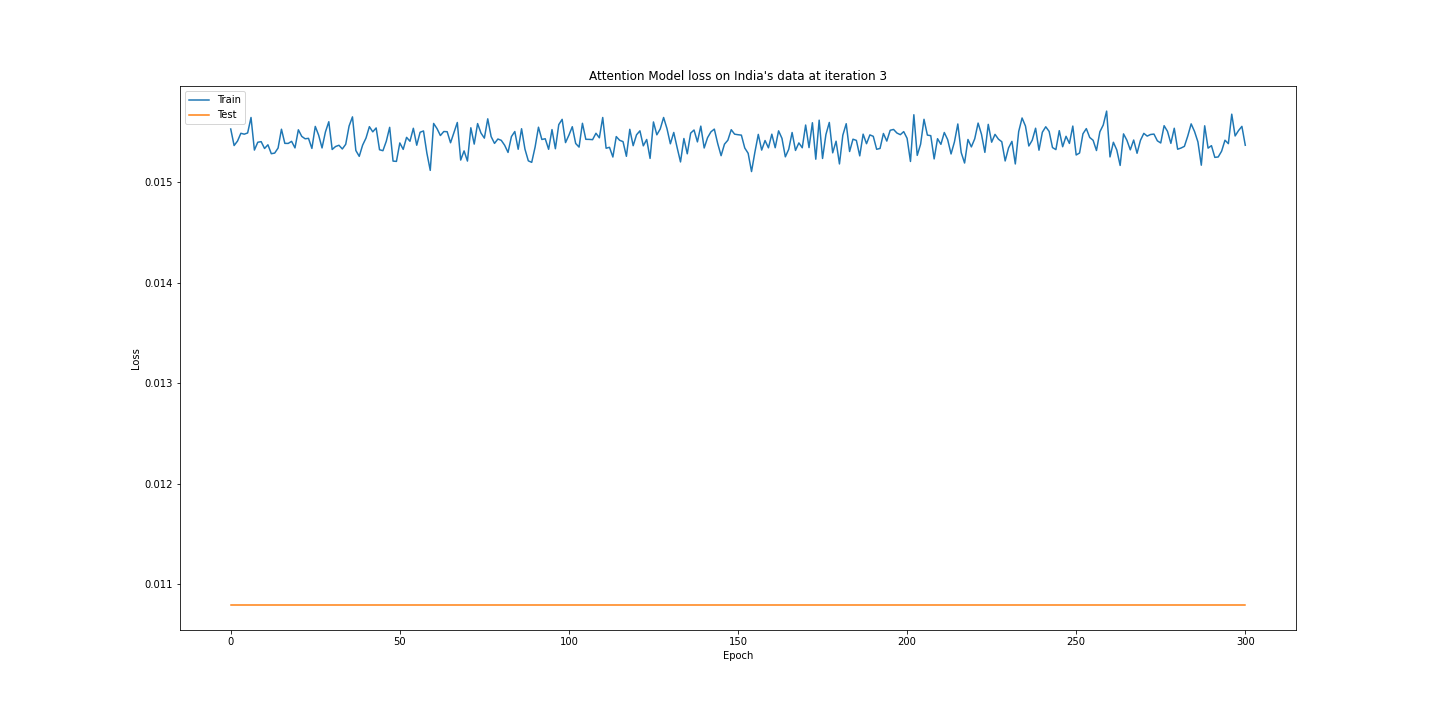 Attention Model loss on India's data at iteration 3
Train
Test
0.015
0.014
0.013
0.012
0.011
Loss
0
50
100
150
200
250
300
Epoch